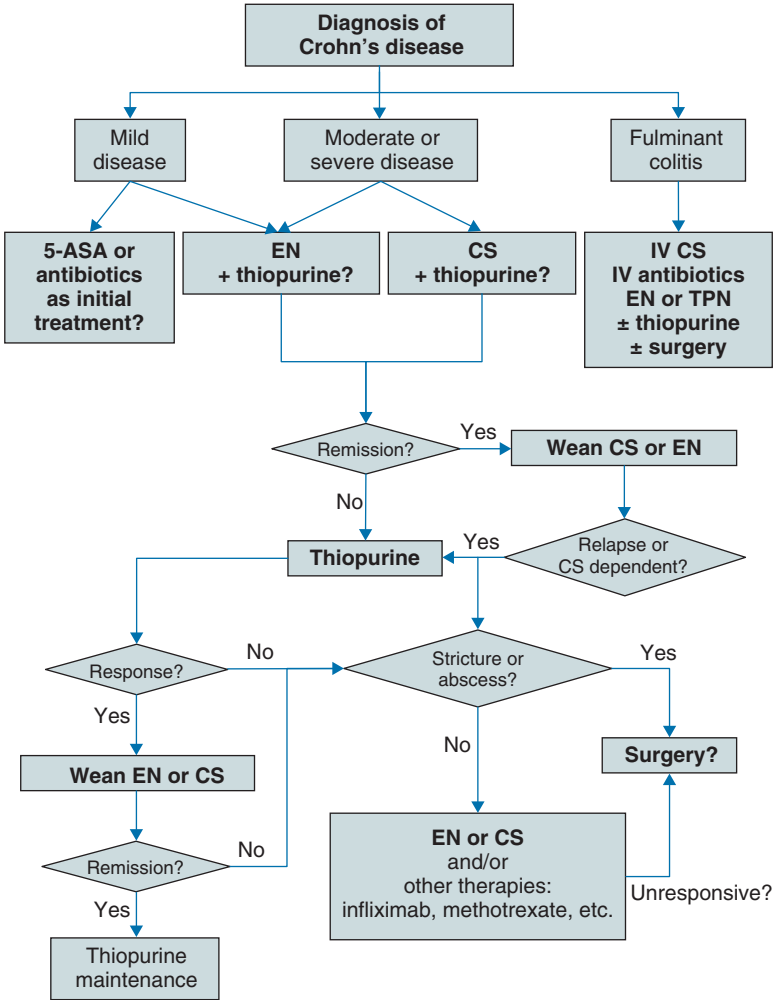 Diagnosis of
Crohn's disease
Mild
disease
Moderate or
severe disease
Fulminant
colitis
5-ASA or
antibiotics
as initial
treatment?
EN
+ thiopurine?
CS
+ thiopurine?
IV CS
IV antibiotics
EN or TPN
± thiopurine
± surgery
Remission?
Yes
Wean CS or EN
No
Thiopurine
Yes
Relapse or
CS dependent?
Response?
No
Stricture or
abscess?
Yes
Yes
No
Surgery?
Wean EN or CS
EN or CS
and/or
other therapies:
infliximab, methotrexate, etc.
Unresponsive?
Remission?
No
Yes
Thiopurine
maintenance